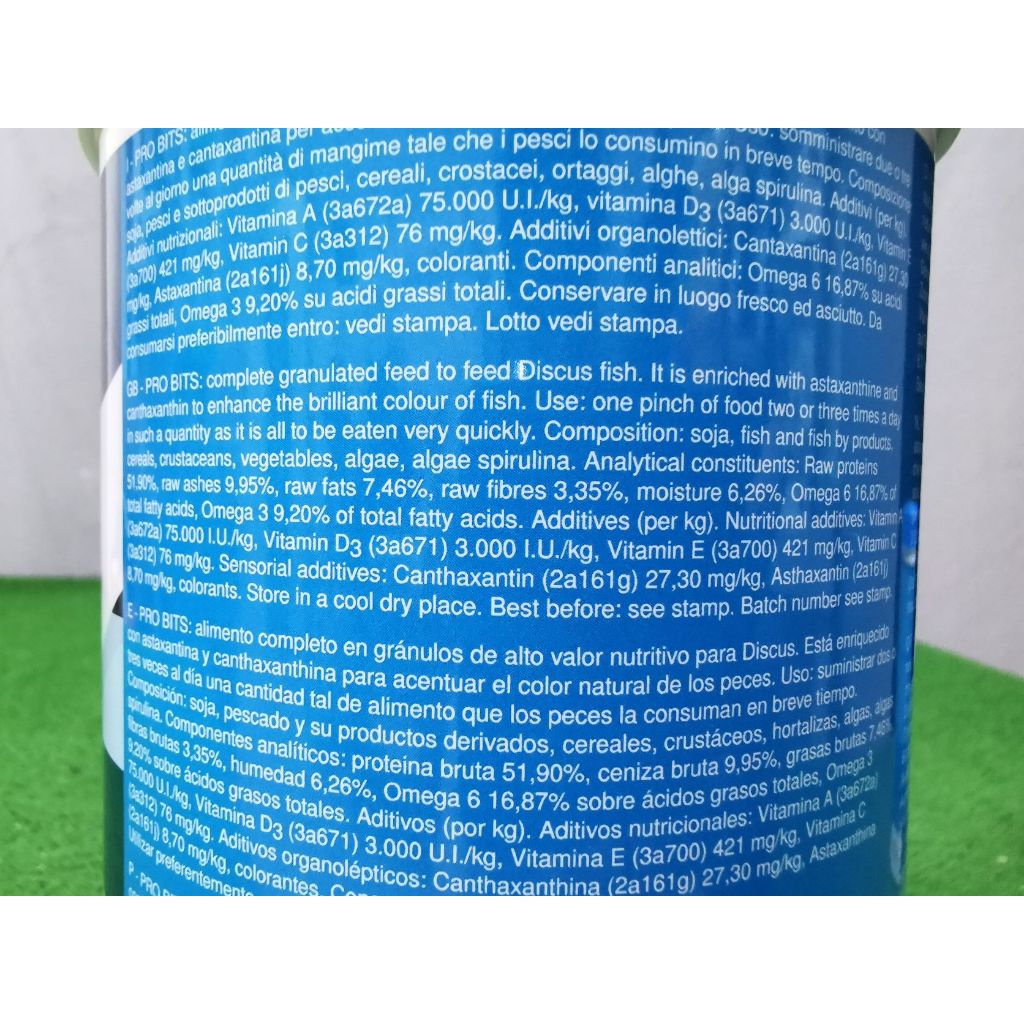 I - PRO BITS:
astaxantina e cantaxantina per
Uso: somministrare due o tre
volte al giorno una quantità di mangime tale che i pesci lo consumino in breve tempo. Composizione:
soja, pesci e sottoprodotti di pesci, cereali, crostacei, ortaggi, alghe, alga spirulina. Additivi (per kg).
Additivi nutrizionali: Vitamina A (3a672a) 75.000 U.I./kg, vitamina D3 (3a671) 3.000 U.I./kg, Vitamin E
(3a700) 421 mg/kg, Vitamin C (3a312) 76 mg/kg. Additivi organolettici: Cantaxantina (2a161g) 27,30
mg/kg, Astaxantina (2a161j) 8,70 mg/kg, coloranti. Componenti analitici: Omega 6 16,87% su acidi
grassi totali, Omega 3 9,20% su acidi grassi totali. Conservare in luogo fresco ed asciutto. Da
consumarsi preferibilmente entro: vedi stampa. Lotto vedi stampa.
GB - PRO BITS: complete granulated feed to feed Discus fish. It is enriched with astaxanthine and
canthaxanthin to enhance the brilliant colour of fish. Use: one pinch of food two or three times a day
in such a quantity as it is all to be eaten very quickly. Composition: soja, fish and fish by products,
cereals, crustaceans, vegetables, algae, algae spirulina. Analytical constituents: Raw proteins
51,90%, raw ashes 9,95%, raw fats 7,46%, raw fibres 3,35%, moisture 6,26%, Omega 6 16,87% of
total fatty acids, Omega 3 9,20% of total fatty acids. Additives (per kg). Nutritional additives: Vitamin A
(3a672a) 75.000 I.U./kg, Vitamin D3 (3a671) 3.000 I.U./kg, Vitamin E (3a700) 421 mg/kg, Vitamin C
(3a312) 76 mg/kg. Sensorial additives: Canthaxantin (2a161g) 27,30 mg/kg, Asthaxantin (2a161j)
8,70 mg/kg, colorants. Store in a cool dry place. Best before: see stamp. Batch number see stamp.
E - PRO BITS: alimento completo en gránulos de alto valor nutritivo para Discus. Está enriquecido
con astaxantina y canthaxanthina para acentuar el color natural de los peces. Uso: suministrar dos o
tres veces al día una cantidad tal de alimento que los peces la consuman en breve tiempo.
Composición: soja, pescado y su productos derivados, cereales, crustáceos, hortalizas, algas, algas
spirulina. Componentes analíticos: proteína bruta 51,90%, ceniza bruta 9,95%, grasas brutas 7,46%,
fibras brutas 3,35%, humedad 6,26%, Omega 6 16,87% sobre ácidos grasos totales, Omega 3
9,20% sobre ácidos grasos totales. Aditivos (por kg). Aditivos nutricionales: Vitamina A (3a672a)
75.000 U.I./kg, Vitamina D3 (3a671) 3.000 U.I./kg, Vitamina E (3a700) 421 mg/kg, Vitamina C
(3a312) 76 mg/kg. Aditivos organolépticos: Canthaxanthina (2a161g) 27,30 mg/kg, Astaxanthina
(2a161j) 8,70 mg/kg, colorantes.
Utilizar preferentemente
P - PRO